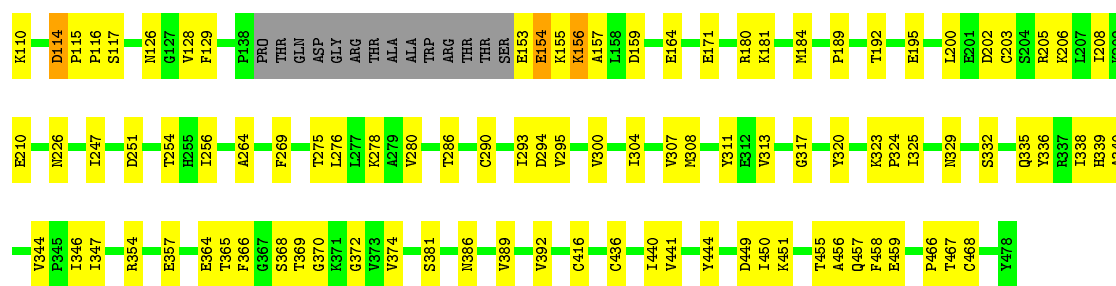 K110 D114 P115 P116 S117 N126 G127 V128 F129 P138 PRO THR GLN ASP GLY ARG THR ALA ALA TRP ARG THR THR SER E153 E154 K155 K156 A157 L158 D159 E164 E171 R180 K181 M184 P189 T192 E195 L200 E201 D202 C203 S204 R205 K206 L207 I208
E210 N226 I247 D251 T254 H255 I256 A264 F269 T275 L276 L277 K278 A279 V280 T286 C290 I293 D294 V295 V300 I304 V307 M308 Y311 E312 V313 G317 Y320 K323 P324 I325 N329 S332 Q335 Y336 R337 I338 H339
V344 P345 I346 I347 R354 E357 E364 T365 F366 G367 S368 T369 G370 K371 G372 V373 V374 S381 N386 V389 V392 C416 C436 I440 V441 Y444 D449 I450 K451 T455 A456 Q457 F458 E459 P466 T467 C468 Y478